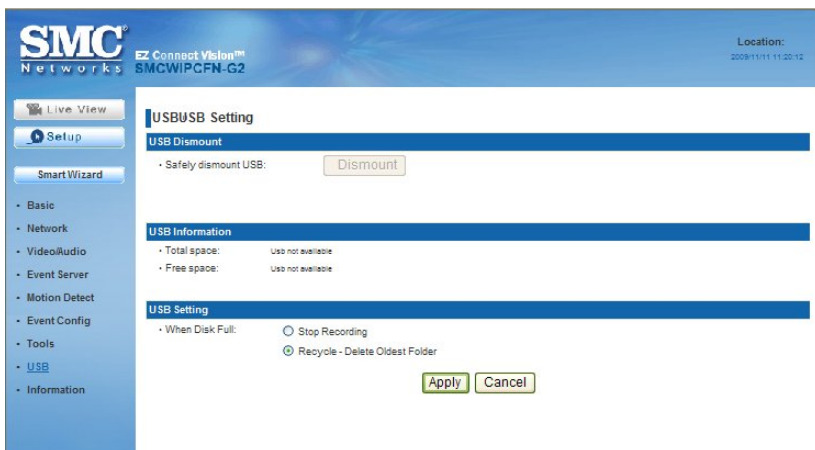 SMC®
Networks
EZ Connect Vision™
SMCWIPCFN-G2
Location:
2009/11/11 11:20:12
Live View
Setup
Smart Wizard
Basic
Network
Video/Audio
Event Server
Motion Detect
Event Config
Tools
USB
Information
USBUSB Setting
USB Dismount
Safely dismount USB: Dismount
USB Information
Total space: Usb not available
Free space: Usb not available
USB Setting
When Disk Full: Stop Recording
Recycle - Delete Oldest Folder
Apply Cancel